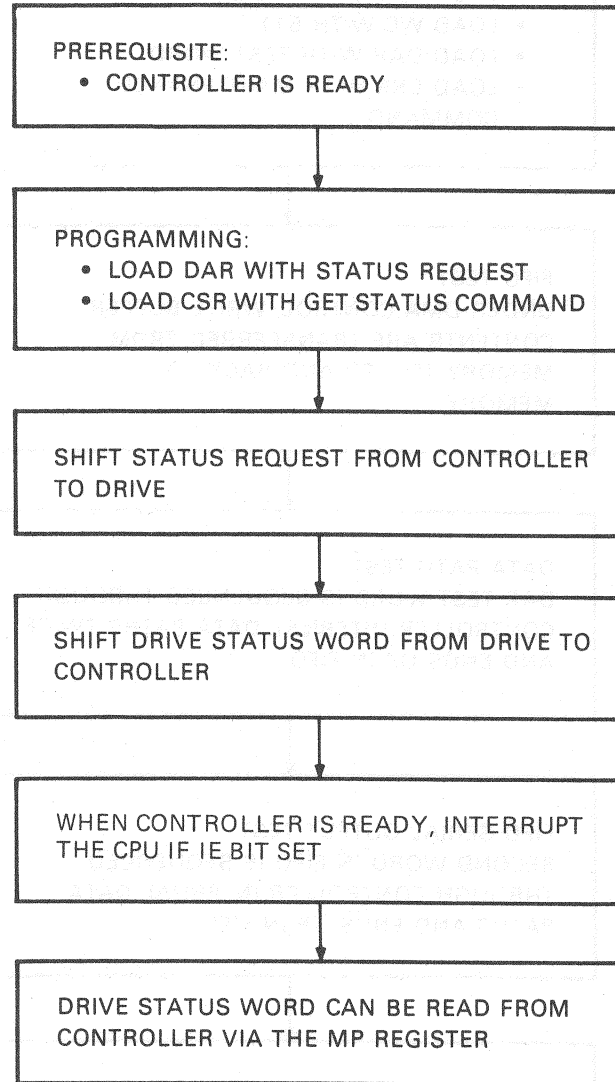 PREREQUISITE:
• CONTROLLER IS READY
PROGRAMMING:
• LOAD DAR WITH STATUS REQUEST
• LOAD CSR WITH GET STATUS COMMAND
SHIFT STATUS REQUEST FROM CONTROLLER
TO DRIVE
SHIFT DRIVE STATUS WORD FROM DRIVE TO
CONTROLLER
WHEN CONTROLLER IS READY, INTERRUPT
THE CPU IF IE BIT SET
DRIVE STATUS WORD CAN BE READ FROM
CONTROLLER VIA THE MP REGISTER